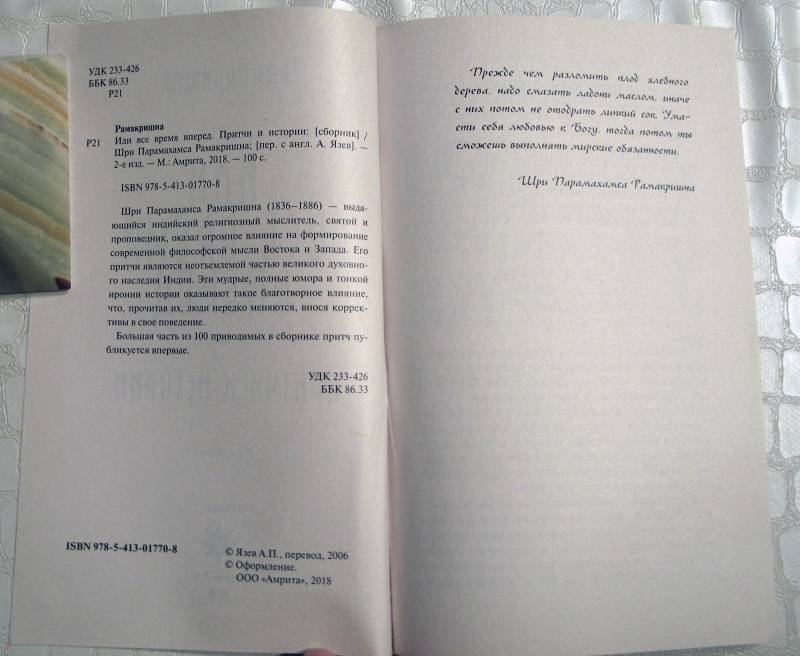 УДК 233-426
ББК 86.33
Р21
Рамакришна
Р21 Иди все время вперед. Притчи и истории: [сборник] /
Шри Парамахамса Рамакришна; [пер. с англ. А. Язев]. —
2-е изд. — М.: Амрита, 2018. — 100 с.
ISBN 978-5-413-01770-8
Шри Парамахамса Рамакришна (1836–1886) — выда-
ющийся индийский религиозный мыслитель, святой и
проповедник, оказал огромное влияние на формирование
современной философской мысли Востока и Запада. Его
притчи являются неотъемлемой частью великого духовно-
го наследия Индии. Эти мудрые, полные юмора и тонкой
иронии истории оказывают такое благотворное влияние,
что, прочитав их, люди нередко меняются, внося коррек-
тивы в свое поведение.
Большая часть из 100 приводимых в сборнике притч пу-
бликуется впервые.
УДК 233-426
ББК 86.33
ISBN 978-5-413-01770-8
© Язев А.П., перевод, 2006
© Оформление.
ООО «Амрита», 2018
Прежде чем разломить плод хлебного
дерева, надо смазать ладони маслом, иначе
с них потом не отодрать липкий сок. Ума-
сти себя любовью к Богу, тогда потом ты
сможешь выполнять мирские обязанности.
Шри Парамахамса Рамакришна